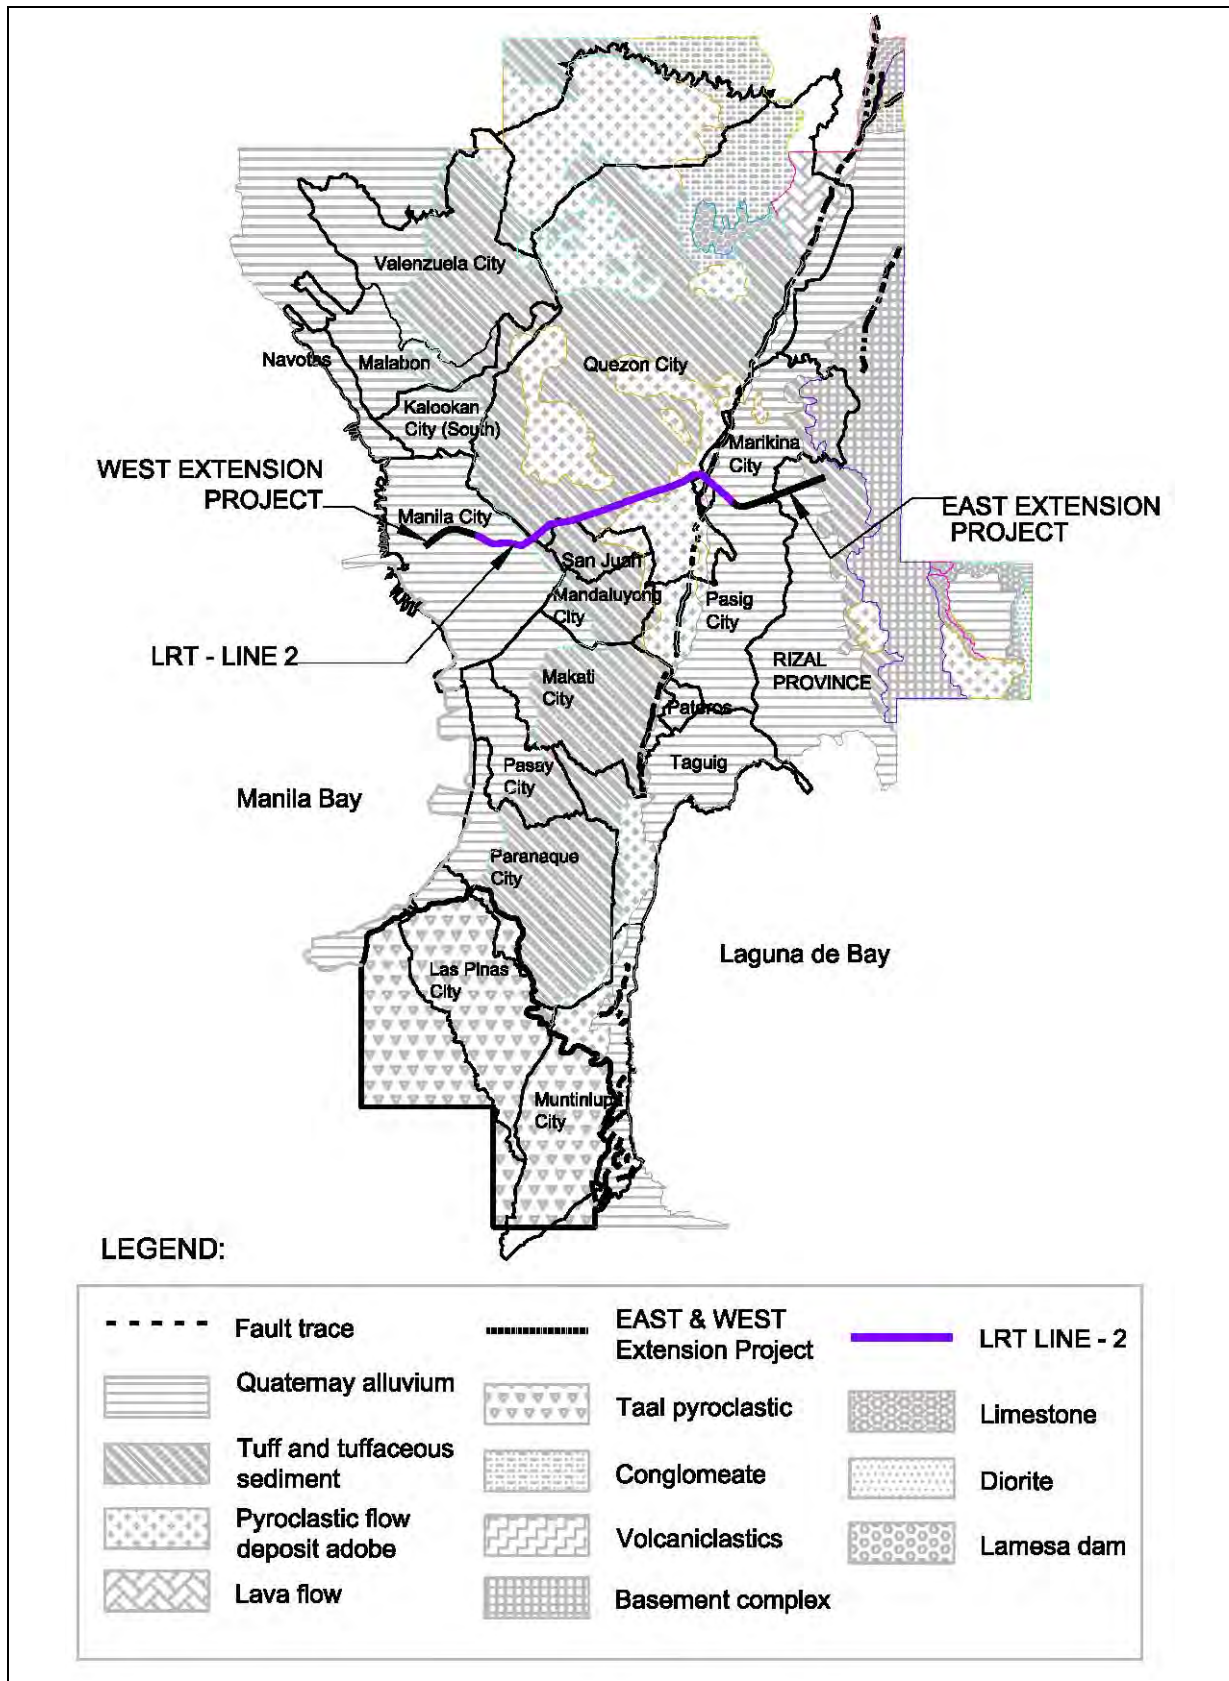 Valenzuela City
Navotas
Malabon
Quezon City
Kalookan
City (South)
Marikina
City
WEST EXTENSION
PROJECT
EAST EXTENSION
PROJECT
Manila City
San Juan
Mandaluyong
City
Pasig
City
LRT - LINE 2
RIZAL
PROVINCE
Makati
City
Pateros
Taguig
Pasay
City
Manila Bay
Paranaque
City
Laguna de Bay
Las Pinas
City
Muntinlupa
City
LEGEND:
Fault trace
EAST & WEST
Extension Project
LRT LINE - 2
Quaternay alluvium
Taal pyroclastic
Limestone
Tuff and tuffaceous
sediment
Conglomeate
Diorite
Pyroclastic flow
deposit adobe
Volcaniclastics
Lamesa dam
Lava flow
Basement complex